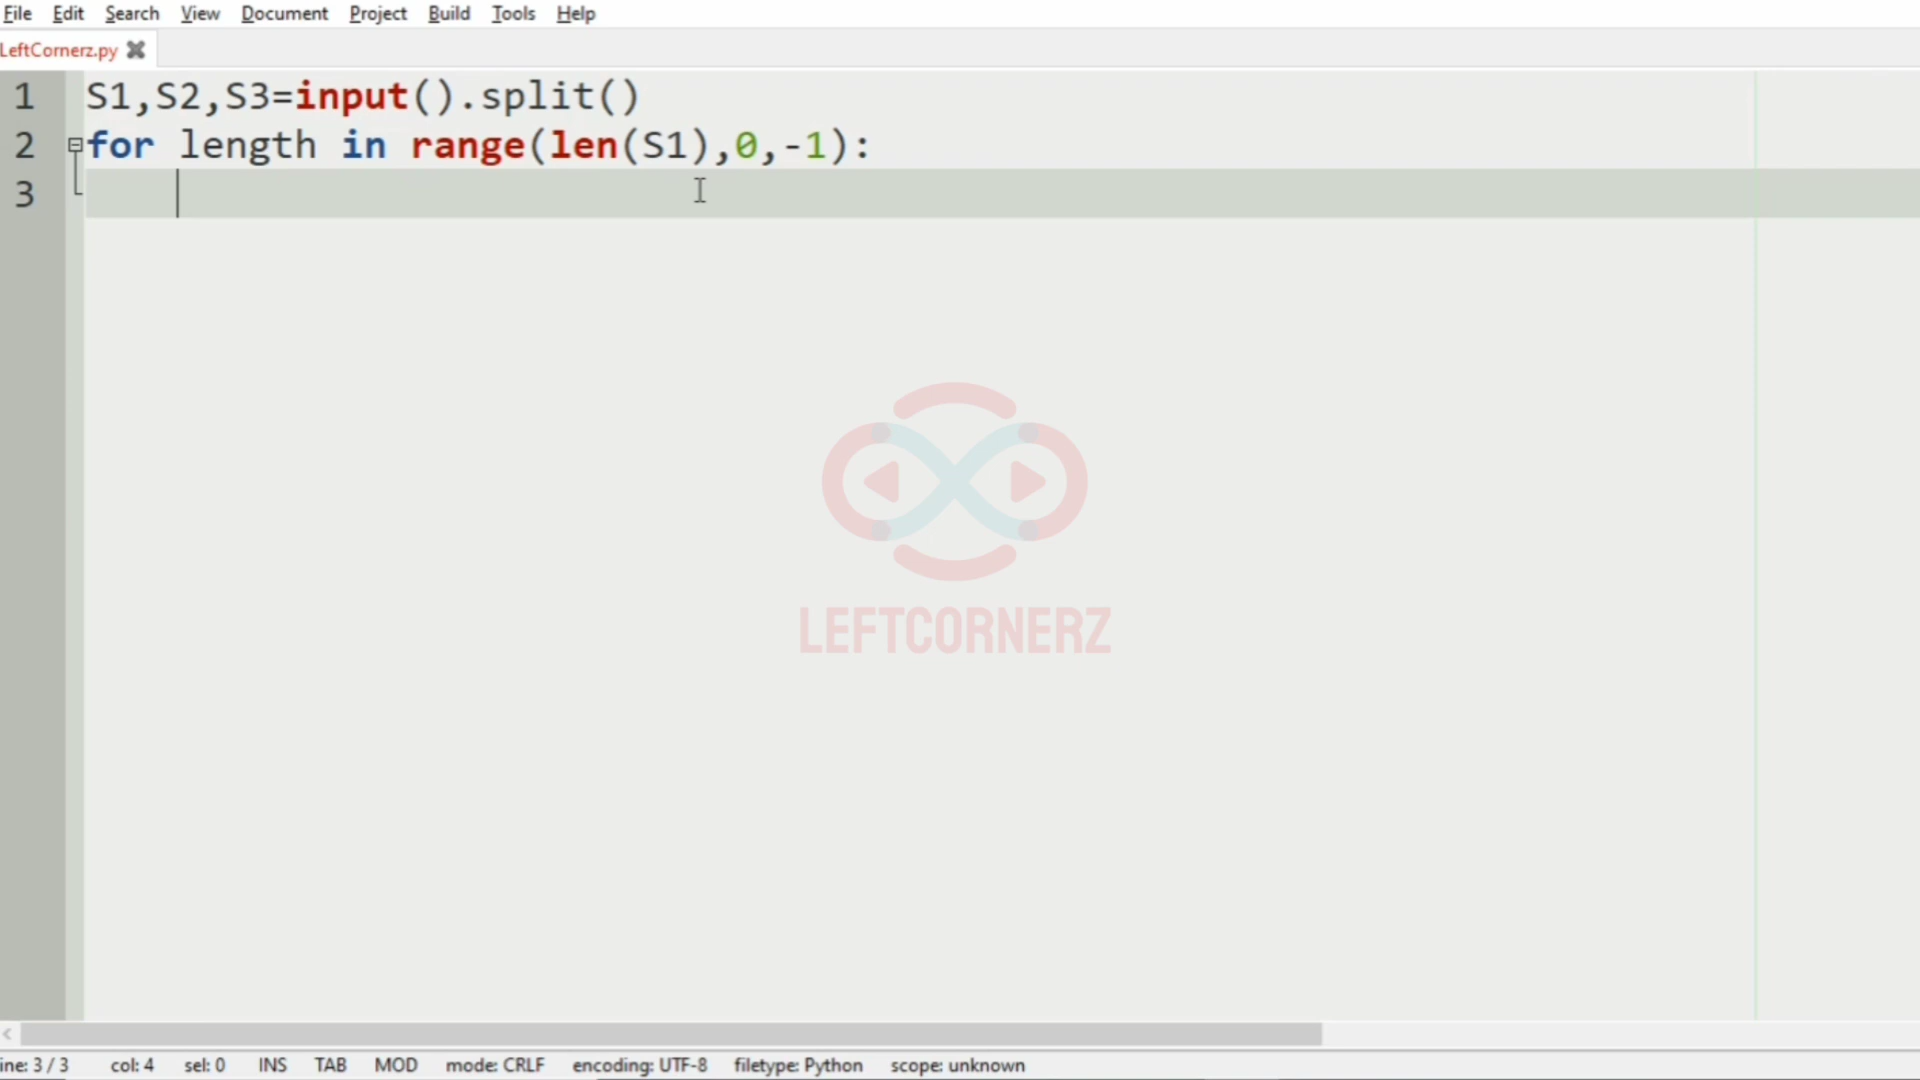 File Edit Search View Document Project Build Tools Help
LeftCornerz.py
1 S1,S2,S3=input().split()
2 for length in range(len(S1),0,-1):
3
LEFTCORNERZ
ine: 3 / 3 col: 4 sel: 0 INS TAB MOD mode: CRLF encoding: UTF-8 filetype: Python scope: unknown